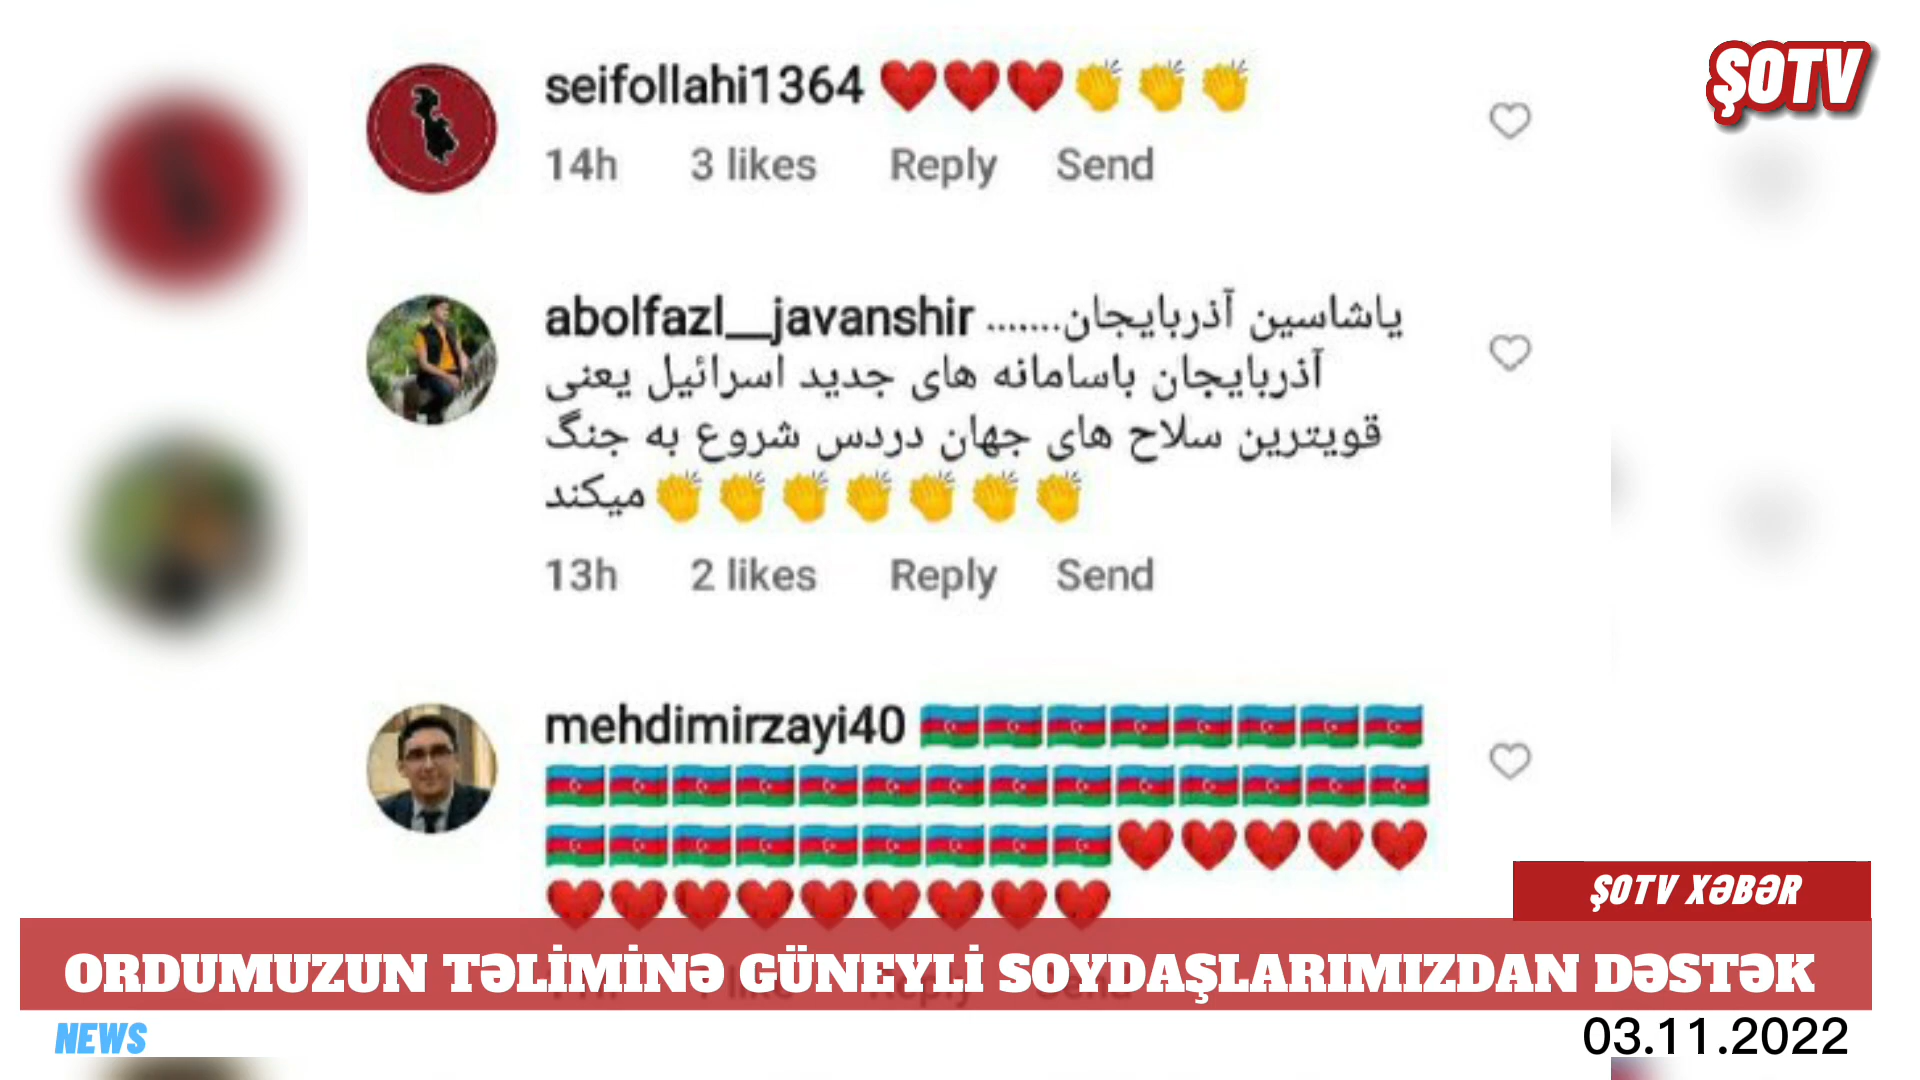 ŞOTV
seifollahi1364 ❤️❤️❤️👏👏👏
14h 3 likes Reply Send
abolfazl__javanshir یاشاسین آذربایجان.......
آذربایجان باسامانه های جدید اسرائیل یعنی
قویترین سلاح های جهان دردس شروع به جنگ
میکند👏👏👏👏👏👏👏
13h 2 likes Reply Send
mehdimirzayi40 🇦🇿🇦🇿🇦🇿🇦🇿🇦🇿🇦🇿🇦🇿🇦🇿
🇦🇿🇦🇿🇦🇿🇦🇿🇦🇿🇦🇿🇦🇿🇦🇿🇦🇿🇦🇿🇦🇿🇦🇿🇦🇿🇦🇿
🇦🇿🇦🇿🇦🇿🇦🇿🇦🇿🇦🇿🇦🇿🇦🇿🇦🇿❤️❤️❤️❤️❤️
❤️❤️❤️❤️❤️❤️❤️❤️❤️
ŞOTV XƏBƏR
ORDUMUZUN TƏLİMİNƏ GÜNEYLİ SOYDAŞLARIMIZDAN DƏSTƏK
NEWS
03.11.2022